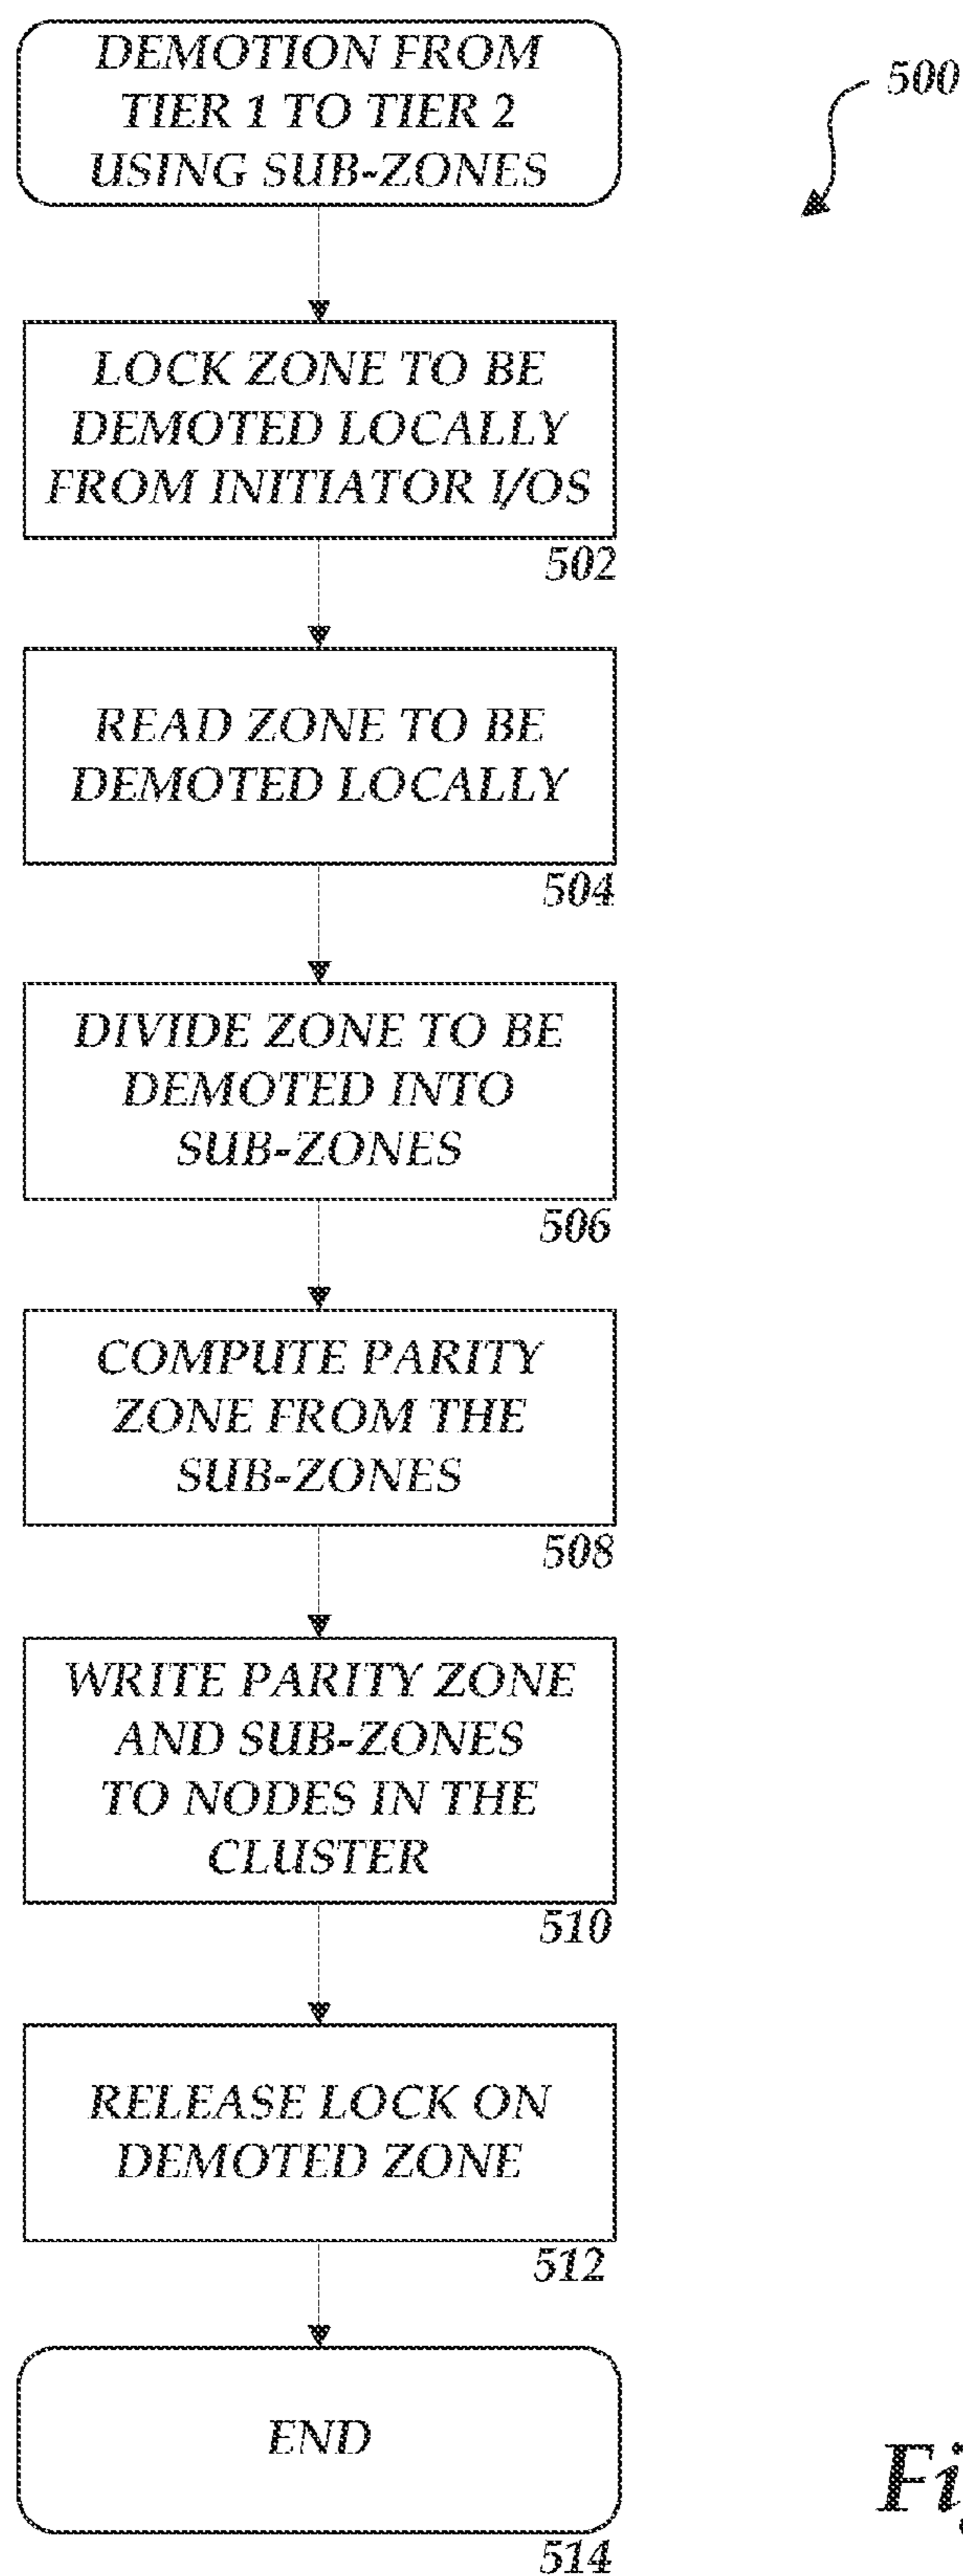 DEMOTION FROM
TIER 1 TO TIER 2
USING SUB-ZONES
500
LOCK ZONE TO BE
DEMOTED LOCALLY
FROM INITIATOR I/OS
502
READ ZONE TO BE
DEMOTED LOCALLY
504
DIVIDE ZONE TO BE
DEMOTED INTO
SUB-ZONES
506
COMPUTE PARITY
ZONE FROM THE
SUB-ZONES
508
WRITE PARITY ZONE
AND SUB-ZONES
TO NODES IN THE
CLUSTER
510
RELEASE LOCK ON
DEMOTED ZONE
512
END
514